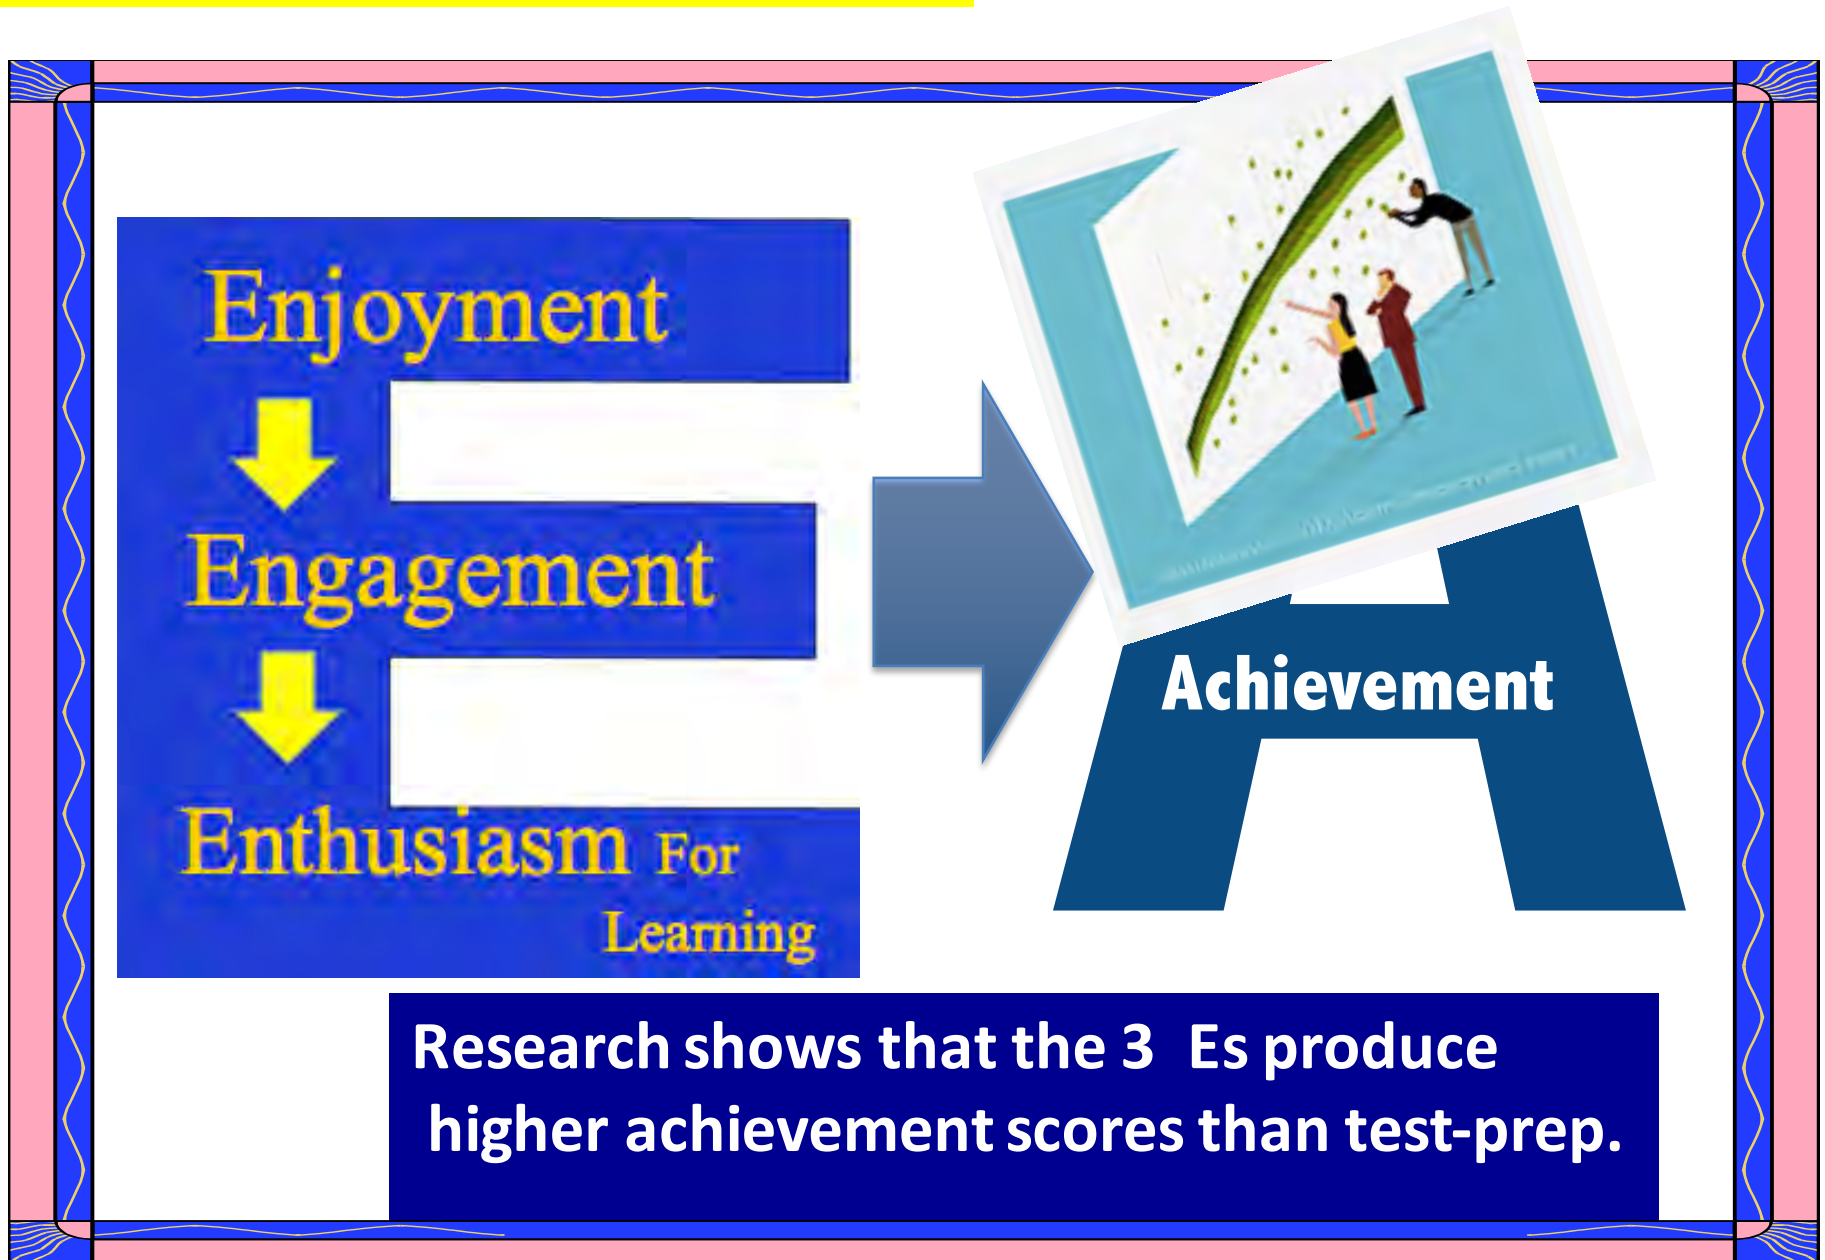 Enjoyment
Engagement
Enthusiasm For
Learning
Achievement
Research shows that the 3 Es produce
higher achievement scores than test-prep.